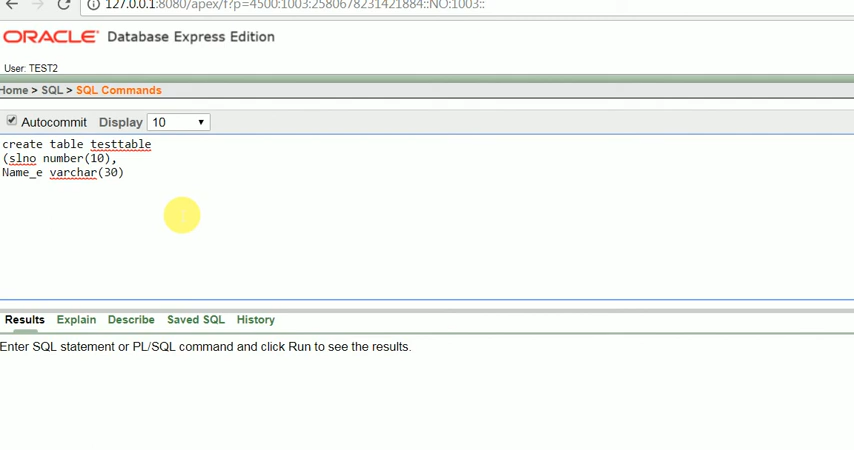 127.0.0.1:8080/apex/f?p=4500:1003:2580678231421884::NO:1003::
ORACLE Database Express Edition
User: TEST2
Home > SQL > SQL Commands
Autocommit Display 10
create table testtable
(slno number(10),
Name_e varchar(30)
Results Explain Describe Saved SQL History
Enter SQL statement or PL/SQL command and click Run to see the results.